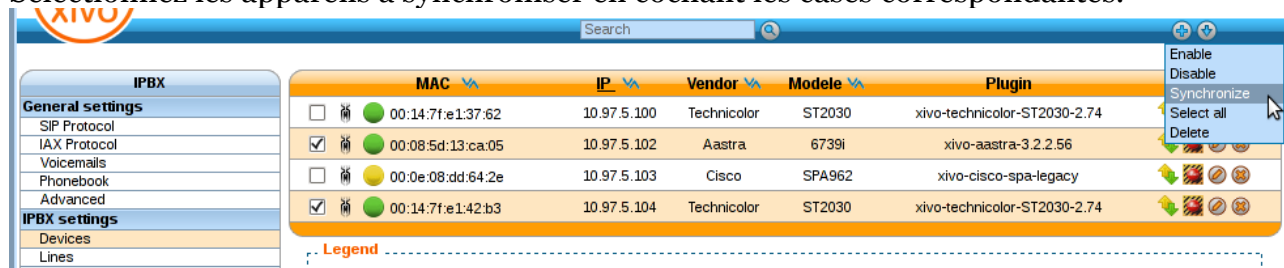 Sélectionnez les appareils à synchroniser en cochant les cases correspondantes.
XIVO
Search
Enable
Disable
Synchronize
Select all
Delete
IPBX
General settings
SIP Protocol
IAX Protocol
Voicemails
Phonebook
Advanced
IPBX settings
Devices
Lines
MAC IP Vendor Modele Plugin
00:14:7f:e1:37:62 10.97.5.100 Technicolor ST2030 xivo-technicolor-ST2030-2.74
00:08:5d:13:ca:05 10.97.5.102 Aastra 6739i xivo-aastra-3.2.2.56
00:0e:08:dd:64:2e 10.97.5.103 Cisco SPA962 xivo-cisco-spa-legacy
00:14:7f:e1:42:b3 10.97.5.104 Technicolor ST2030 xivo-technicolor-ST2030-2.74
Legend